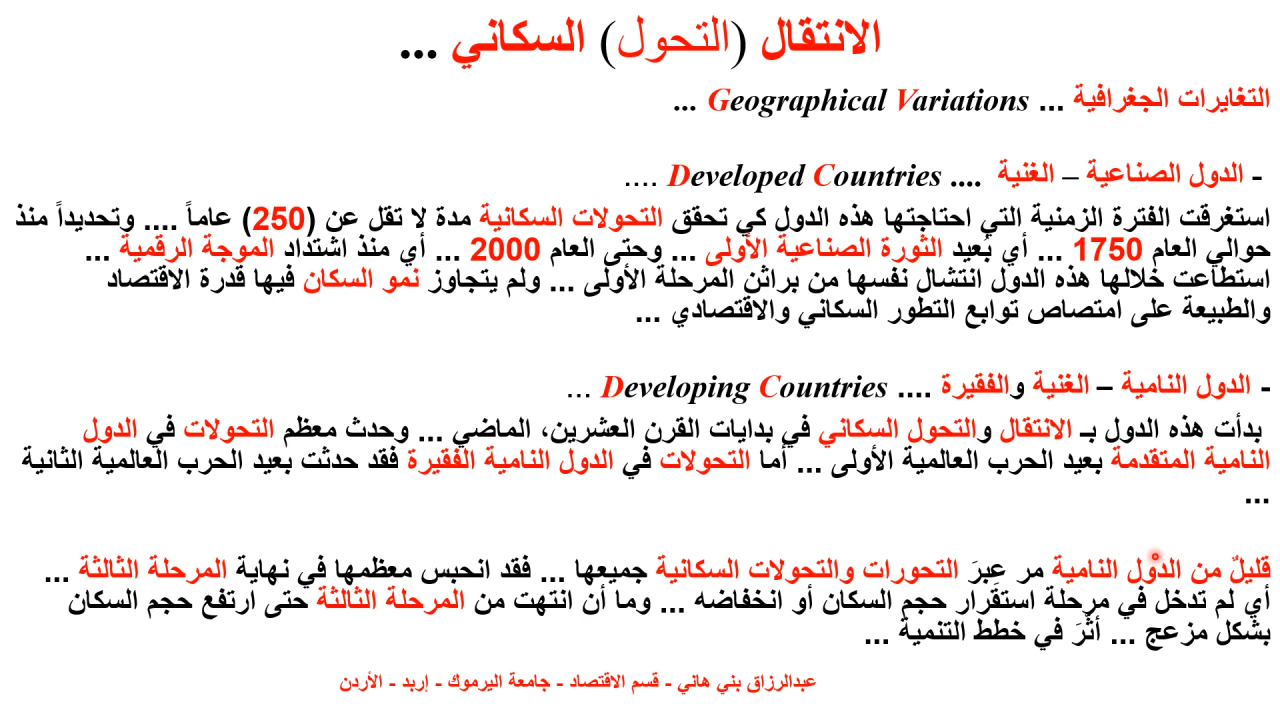 الانتقال (التحول) السكاني ...
التغايرات الجغرافية ... Geographical Variations ...
- الدول الصناعية – الغنية .... Developed Countries ....
استغرقت الفترة الزمنية التي احتاجتها هذه الدول كي تحقق التحولات السكانية مدة لا تقل عن (250) عاماً .... وتحديداً منذ
حوالي العام 1750 ... أي بُعيد الثورة الصناعية الأولى ... وحتى العام 2000 ... أي منذ اشتداد الموجة الرقمية ...
استطاعت خلالها هذه الدول انتشال نفسها من براثن المرحلة الأولى ... ولم يتجاوز نمو السكان فيها قدرة الاقتصاد
والطبيعة على امتصاص توابع التطور السكاني والاقتصادي ...
- الدول النامية – الغنية والفقيرة .... Developing Countries ...
بدأت هذه الدول بـ الانتقال والتحول السكاني في بدايات القرن العشرين، الماضي ... وحدث معظم التحولات في الدول
النامية المتقدمة بعيد الحرب العالمية الأولى ... أما التحولات في الدول النامية الفقيرة فقد حدثت بعيد الحرب العالمية الثانية
...
قليلٌ من الدول النامية مر عبرَ التحورات والتحولات السكانية جميعها ... فقد انحبس معظمها في نهاية المرحلة الثالثة ...
أي لم تدخل في مرحلة استقرار حجم السكان أو انخفاضه ... وما أن انتهت من المرحلة الثالثة حتى ارتفع حجم السكان
بشكل مزعج ... أثّرَ في خطط التنمية ...
عبدالرزاق بني هاني - قسم الاقتصاد - جامعة اليرموك - إربد - الأردن